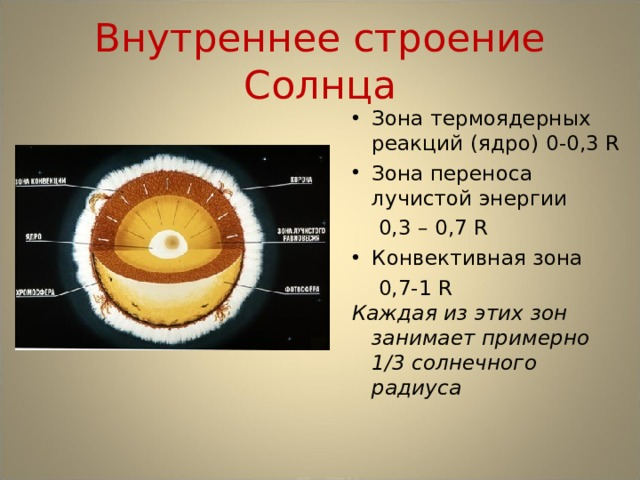 Внутреннее строение
Солнца
• Зона термоядерных
реакций (ядро) 0-0,3 R
• Зона переноса
лучистой энергии
0,3 – 0,7 R
• Конвективная зона
0,7-1 R
Каждая из этих зон
занимает примерно
1/3 солнечного
радиуса
ЗОНА КОНВЕКЦИИ
ЯДРО
ХРОМОСФЕРА
КОРОНА
ЗОНА ЛУЧИСТОГО
РАВНОВЕСИЯ
ФОТОСФЕРА